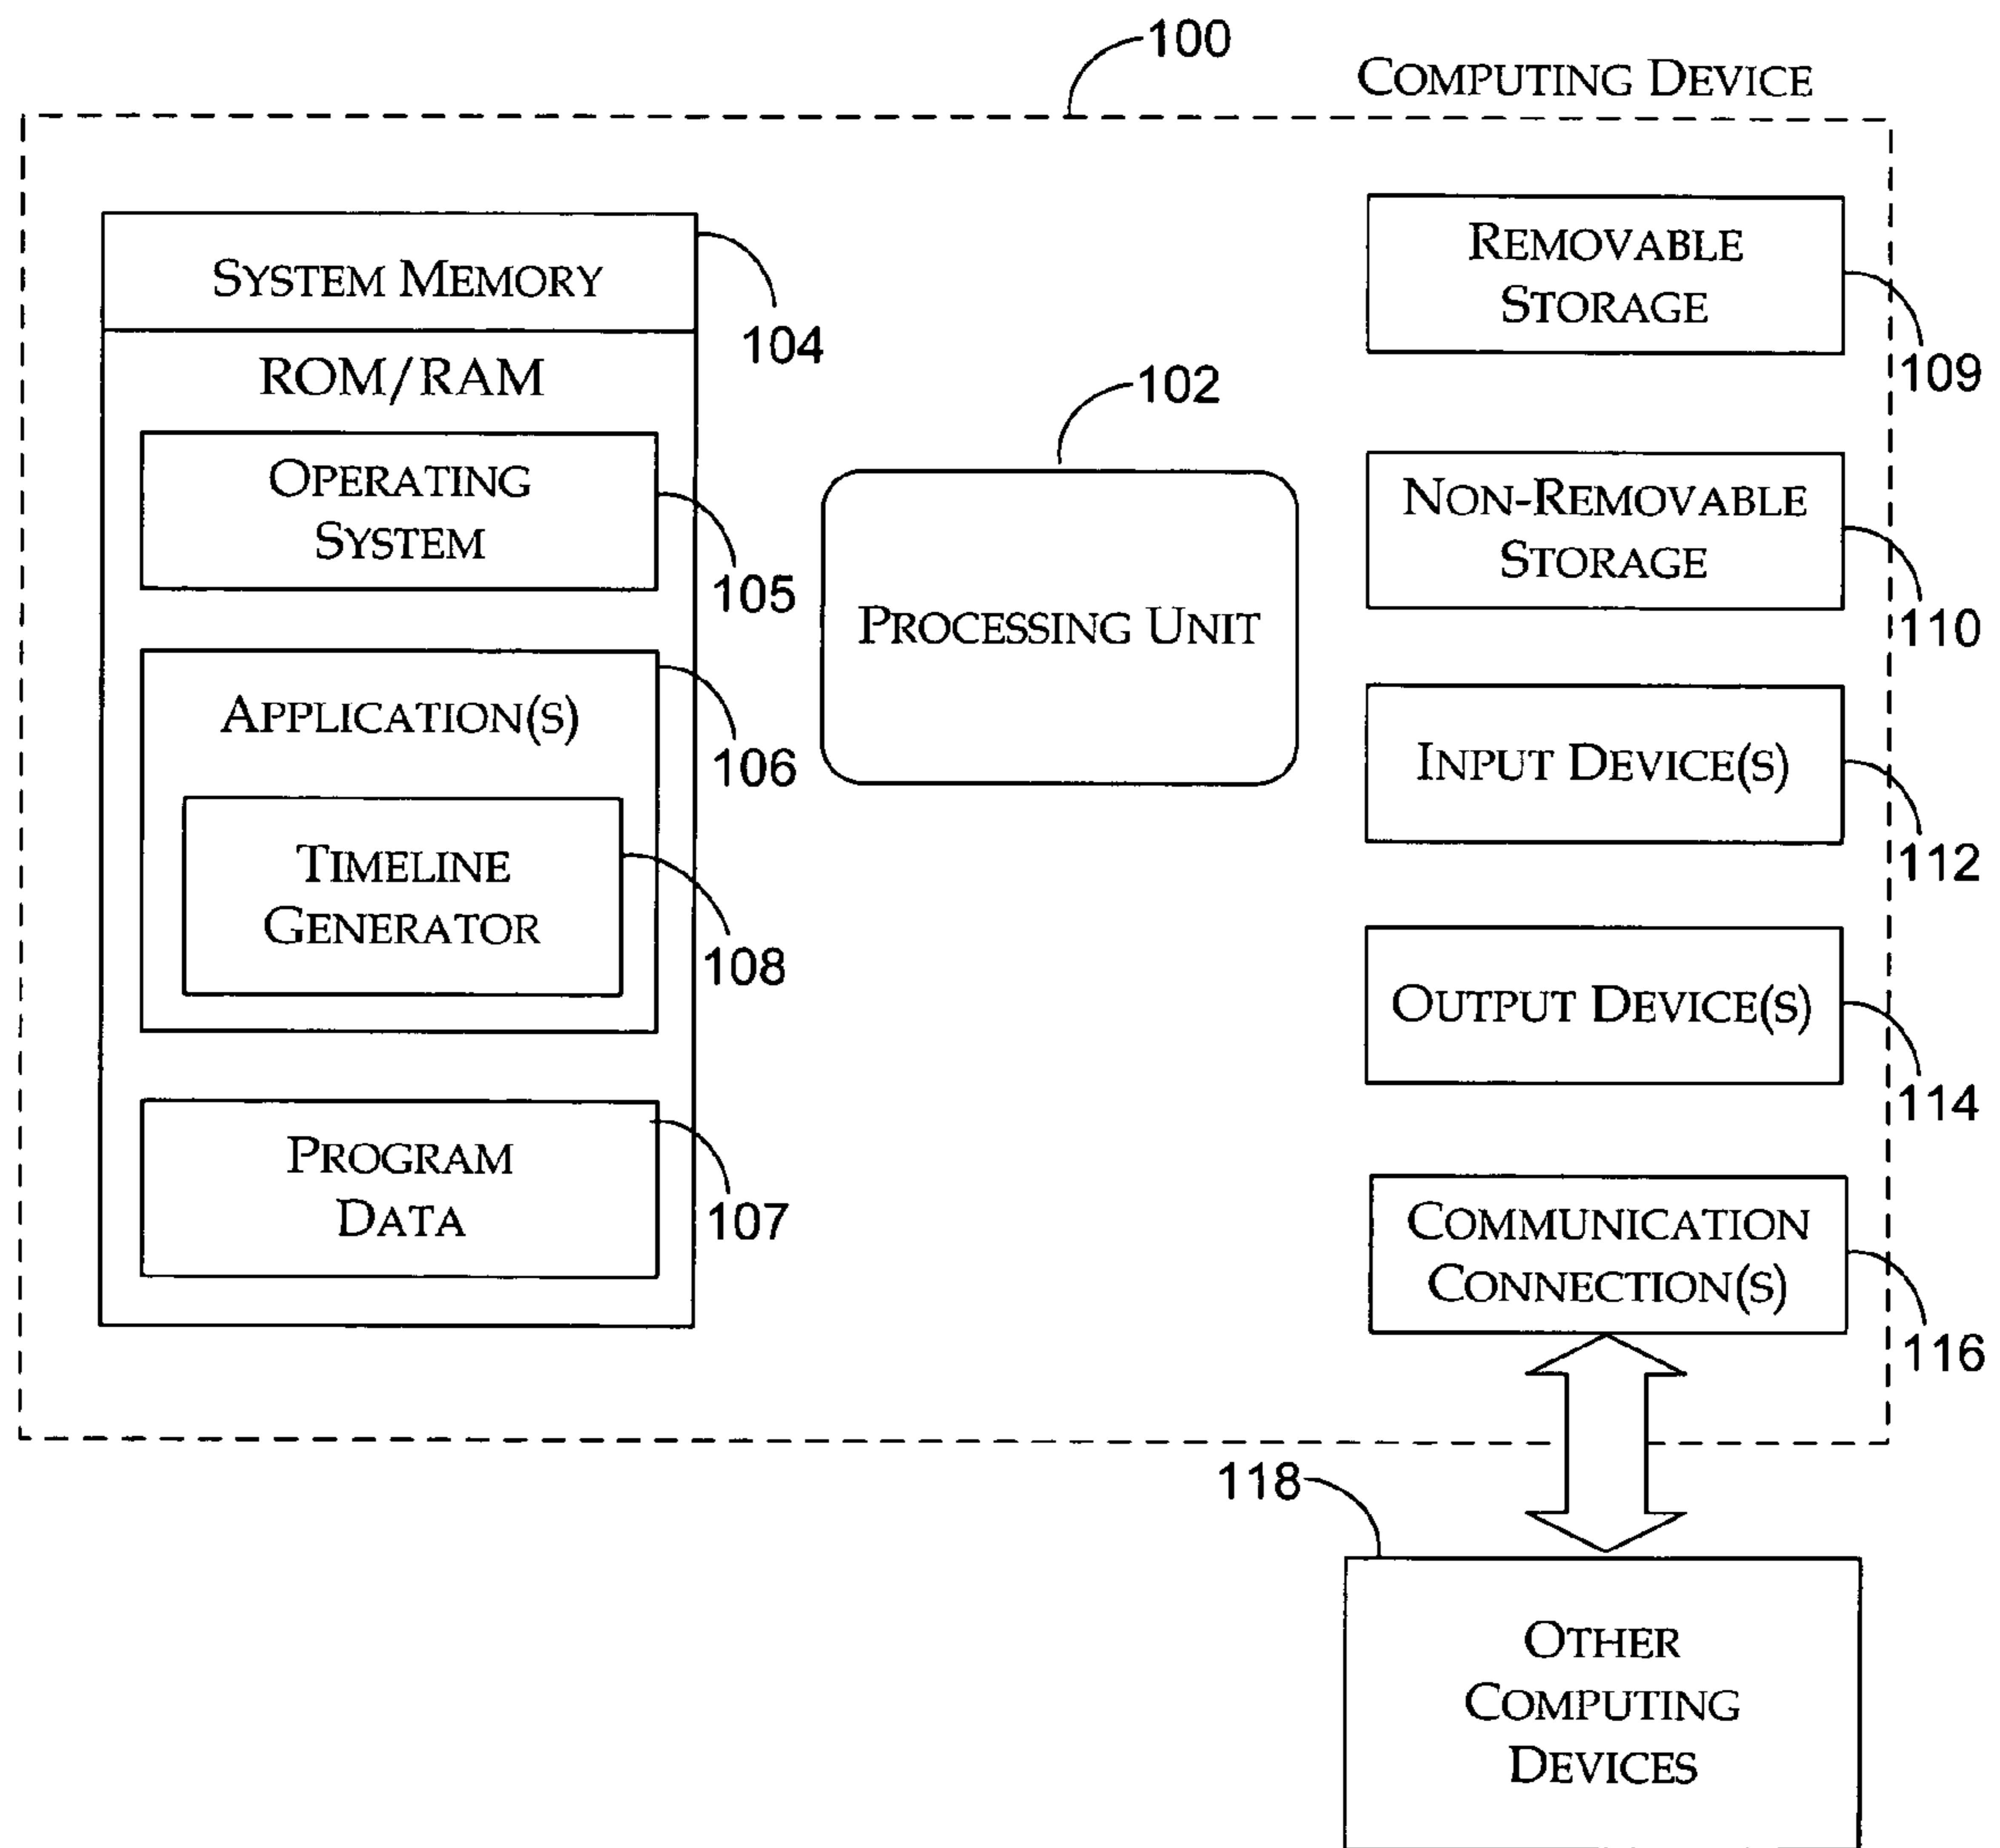 100
COMPUTING DEVICE
SYSTEM MEMORY
104
ROM/RAM
OPERATING
SYSTEM
105
APPLICATION(S)
106
TIMELINE
GENERATOR
108
PROGRAM
DATA
107
102
PROCESSING UNIT
REMOVABLE
STORAGE
109
NON-REMOVABLE
STORAGE
110
INPUT DEVICE(S)
112
OUTPUT DEVICE(S)
114
COMMUNICATION
CONNECTION(S)
116
118
OTHER
COMPUTING
DEVICES